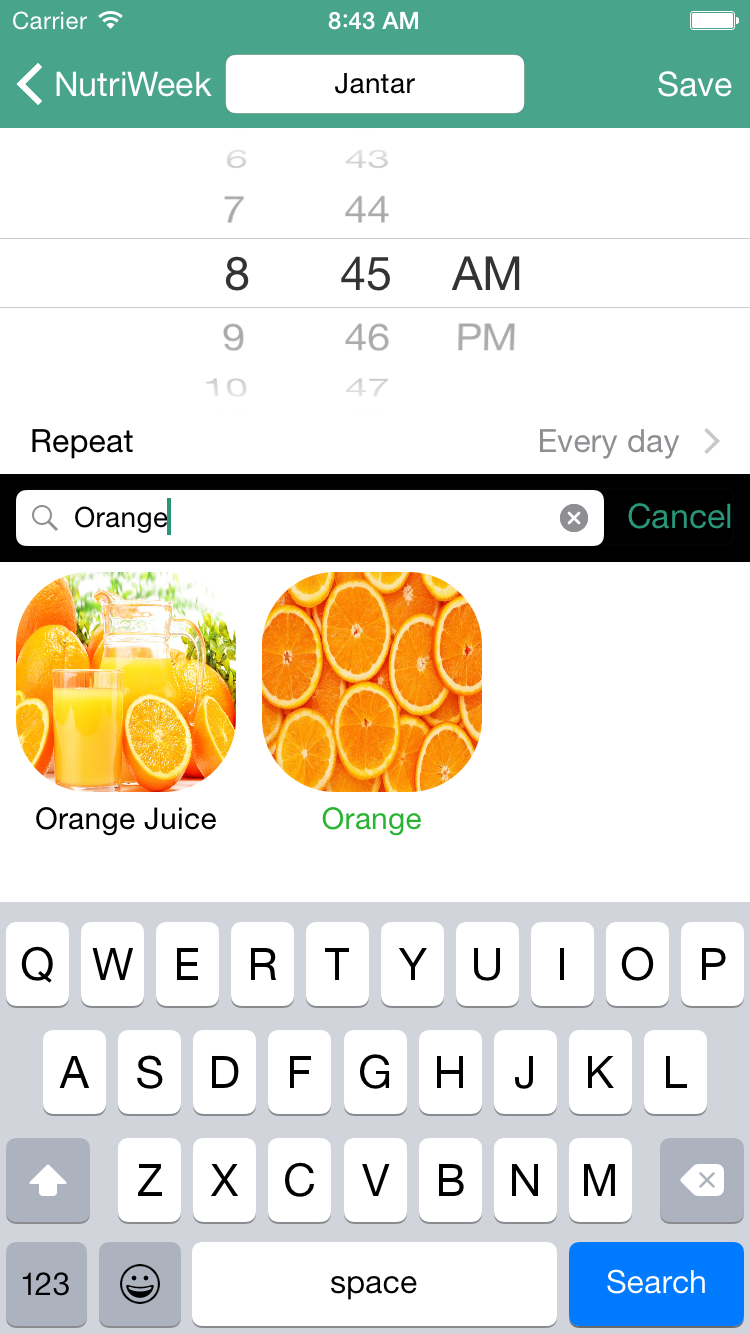 Carrier 8:43 AM
NutriWeek Jantar Save
6 43
7 44
8 45 AM
9 46 PM
10 47
Repeat Every day
Orange Cancel
Orange Juice Orange
Q W E R T Y U I O P
A S D F G H J K L
Z X C V B N M
123 space Search